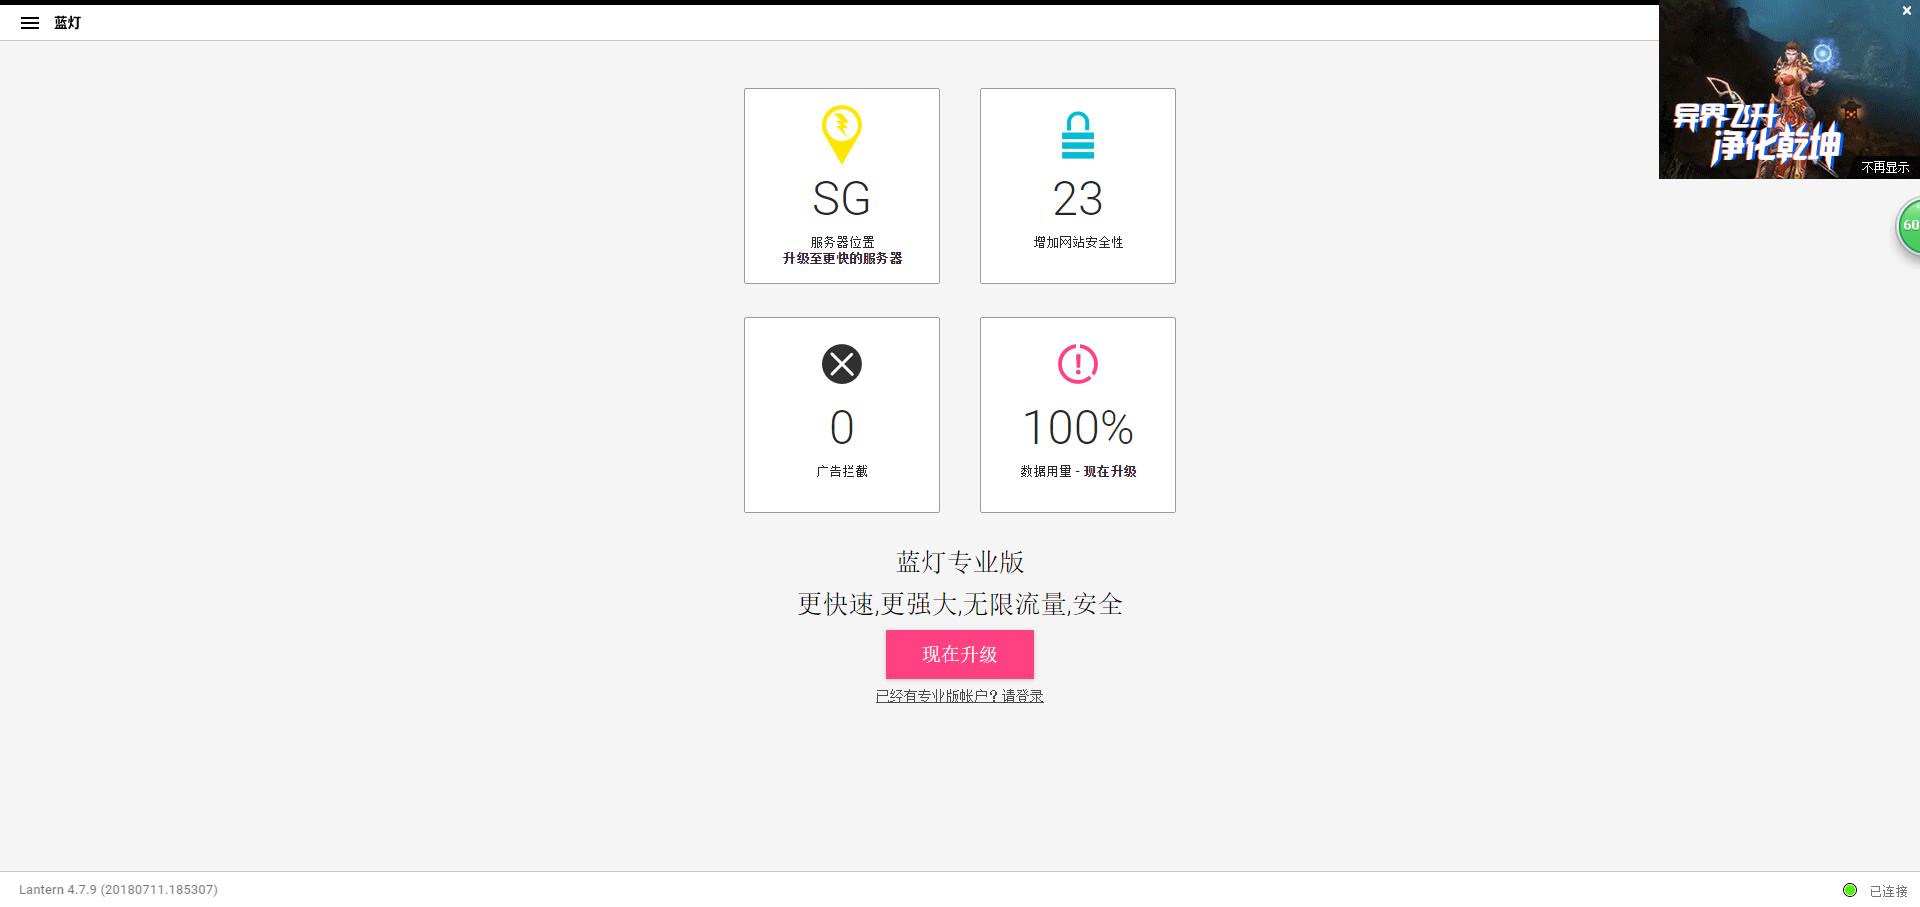 蓝灯
异界飞升
净化乾坤
不再显示
60
SG
服务器位置
升级至更快的服务器
23
增加网站安全性
0
广告拦截
100%
数据用量 - 现在升级
蓝灯专业版
更快速,更强大,无限流量,安全
现在升级
已经有专业版帐户？请登录
Lantern 4.7.9 (20180711.185307)
已连接